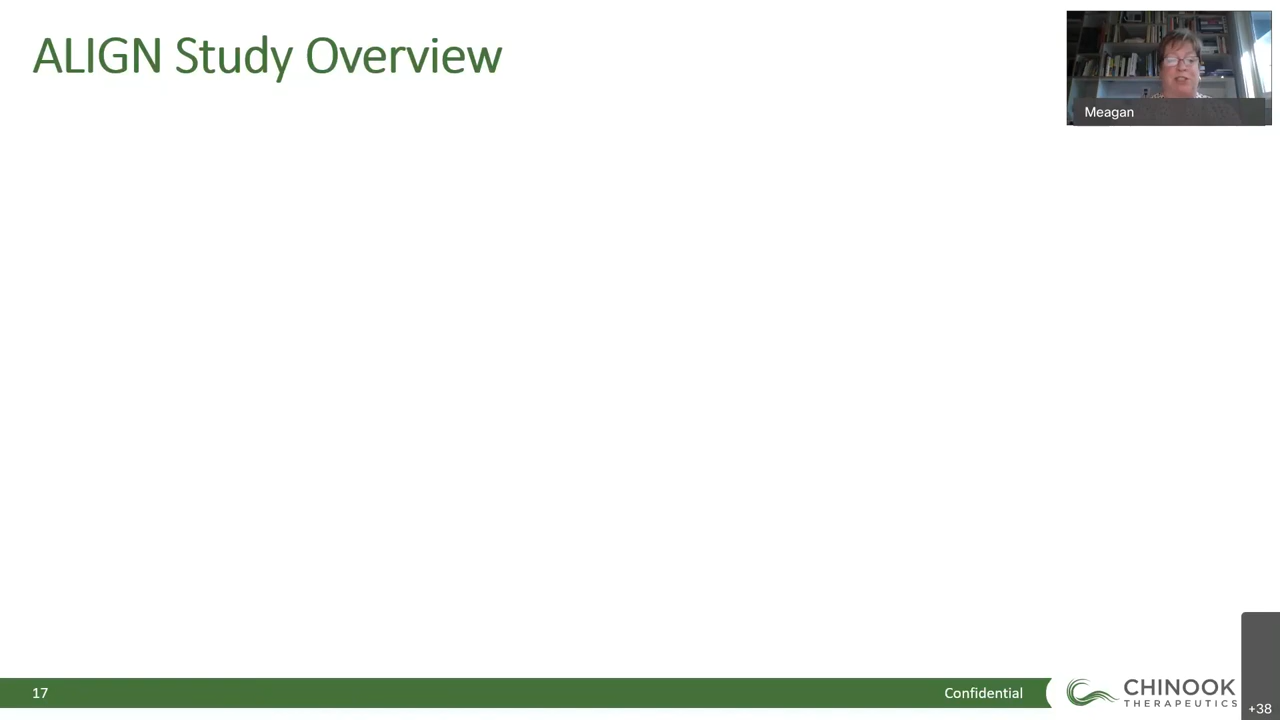 ALIGN Study Overview
Meagan
17
Confidential
CHINOOK
THERAPEUTICS
+38